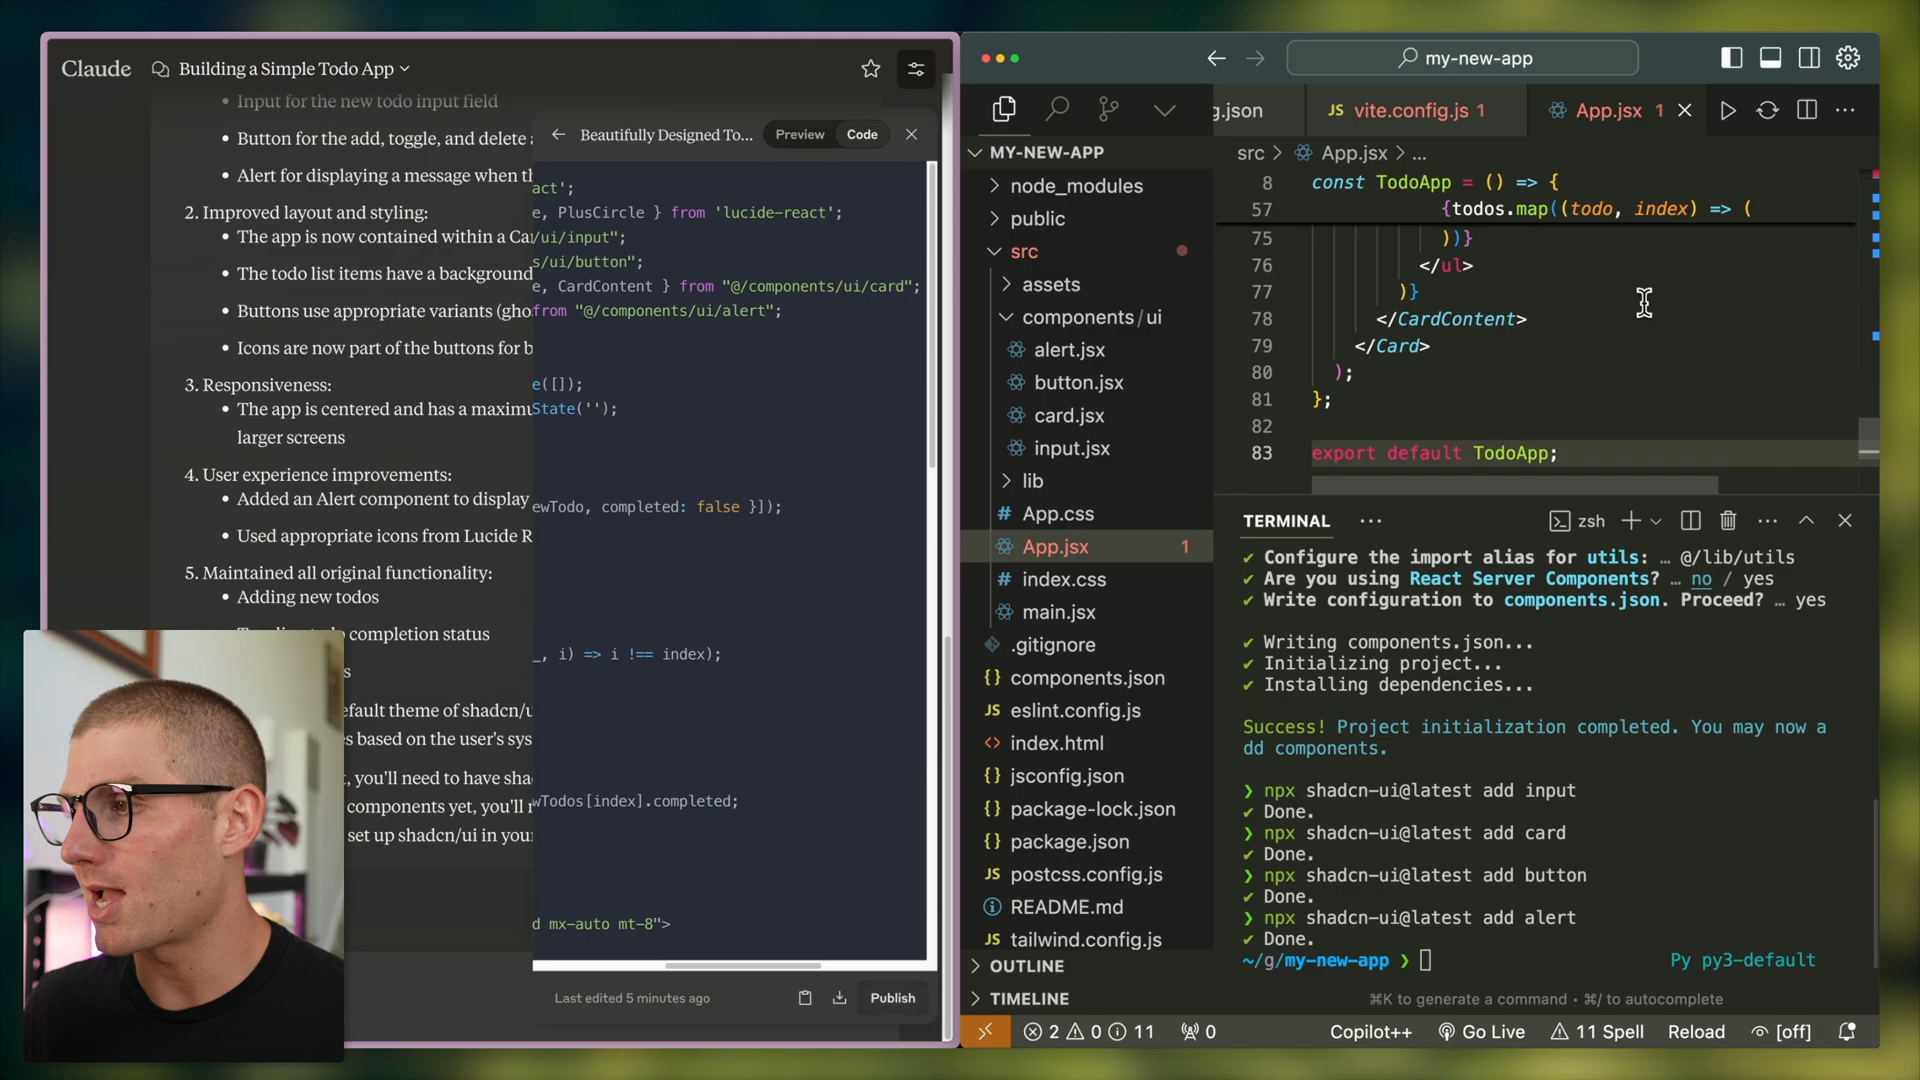 Claude
Building a Simple Todo App
Input for the new todo input field
Button for the add, toggle, and delete
Alert for displaying a message when th
2. Improved layout and styling:
The app is now contained within a Ca
The todo list items have a background
Buttons use appropriate variants (gho
Icons are now part of the buttons for b
3. Responsiveness:
The app is centered and has a maximu
larger screens
4. User experience improvements:
Added an Alert component to display
Used appropriate icons from Lucide R
5. Maintained all original functionality:
Adding new todos
completion status
s
efault theme of shadcn/u
s based on the user's sys
t, you'll need to have sha
components yet, you'll r
set up shadcn/ui in your
Beautifully Designed To...
Preview
Code
act';
e, PlusCircle } from 'lucide-react';
/ui/input";
s/ui/button";
e, CardContent } from "@/components/ui/card";
from "@/components/ui/alert";
e([]);
State('');
ewTodo, completed: false }]);
_, i) => i !== index);
wTodos[index].completed;
d mx-auto mt-8">
Last edited 5 minutes ago
Publish
my-new-app
g.json
JS vite.config.js 1
App.jsx 1
MY-NEW-APP
node_modules
public
src
assets
components/ui
alert.jsx
button.jsx
card.jsx
input.jsx
lib
# App.css
App.jsx 1
# index.css
main.jsx
.gitignore
{} components.json
JS eslint.config.js
<> index.html
{} jsconfig.json
{} package-lock.json
{} package.json
JS postcss.config.js
README.md
JS tailwind.config.js
OUTLINE
TIMELINE
src > App.jsx > ...
8 const TodoApp = () => {
57 {todos.map((todo, index) => (
75 ))}
76 </ul>
77 )}
78 </CardContent>
79 </Card>
80 );
81 };
82
83 export default TodoApp;
TERMINAL
zsh
✔ Configure the import alias for utils: … @/lib/utils
✔ Are you using React Server Components? … no / yes
✔ Write configuration to components.json. Proceed? … yes
✔ Writing components.json...
✔ Initializing project...
✔ Installing dependencies...
Success! Project initialization completed. You may now a
dd components.
❯ npx shadcn-ui@latest add input
✔ Done.
❯ npx shadcn-ui@latest add card
✔ Done.
❯ npx shadcn-ui@latest add button
✔ Done.
❯ npx shadcn-ui@latest add alert
✔ Done.
~/g/my-new-app ❯
Py py3-default
⌘K to generate a command • ⌘/ to autocomplete
2 0 11
0
Copilot++
Go Live
11 Spell
Reload
[off]